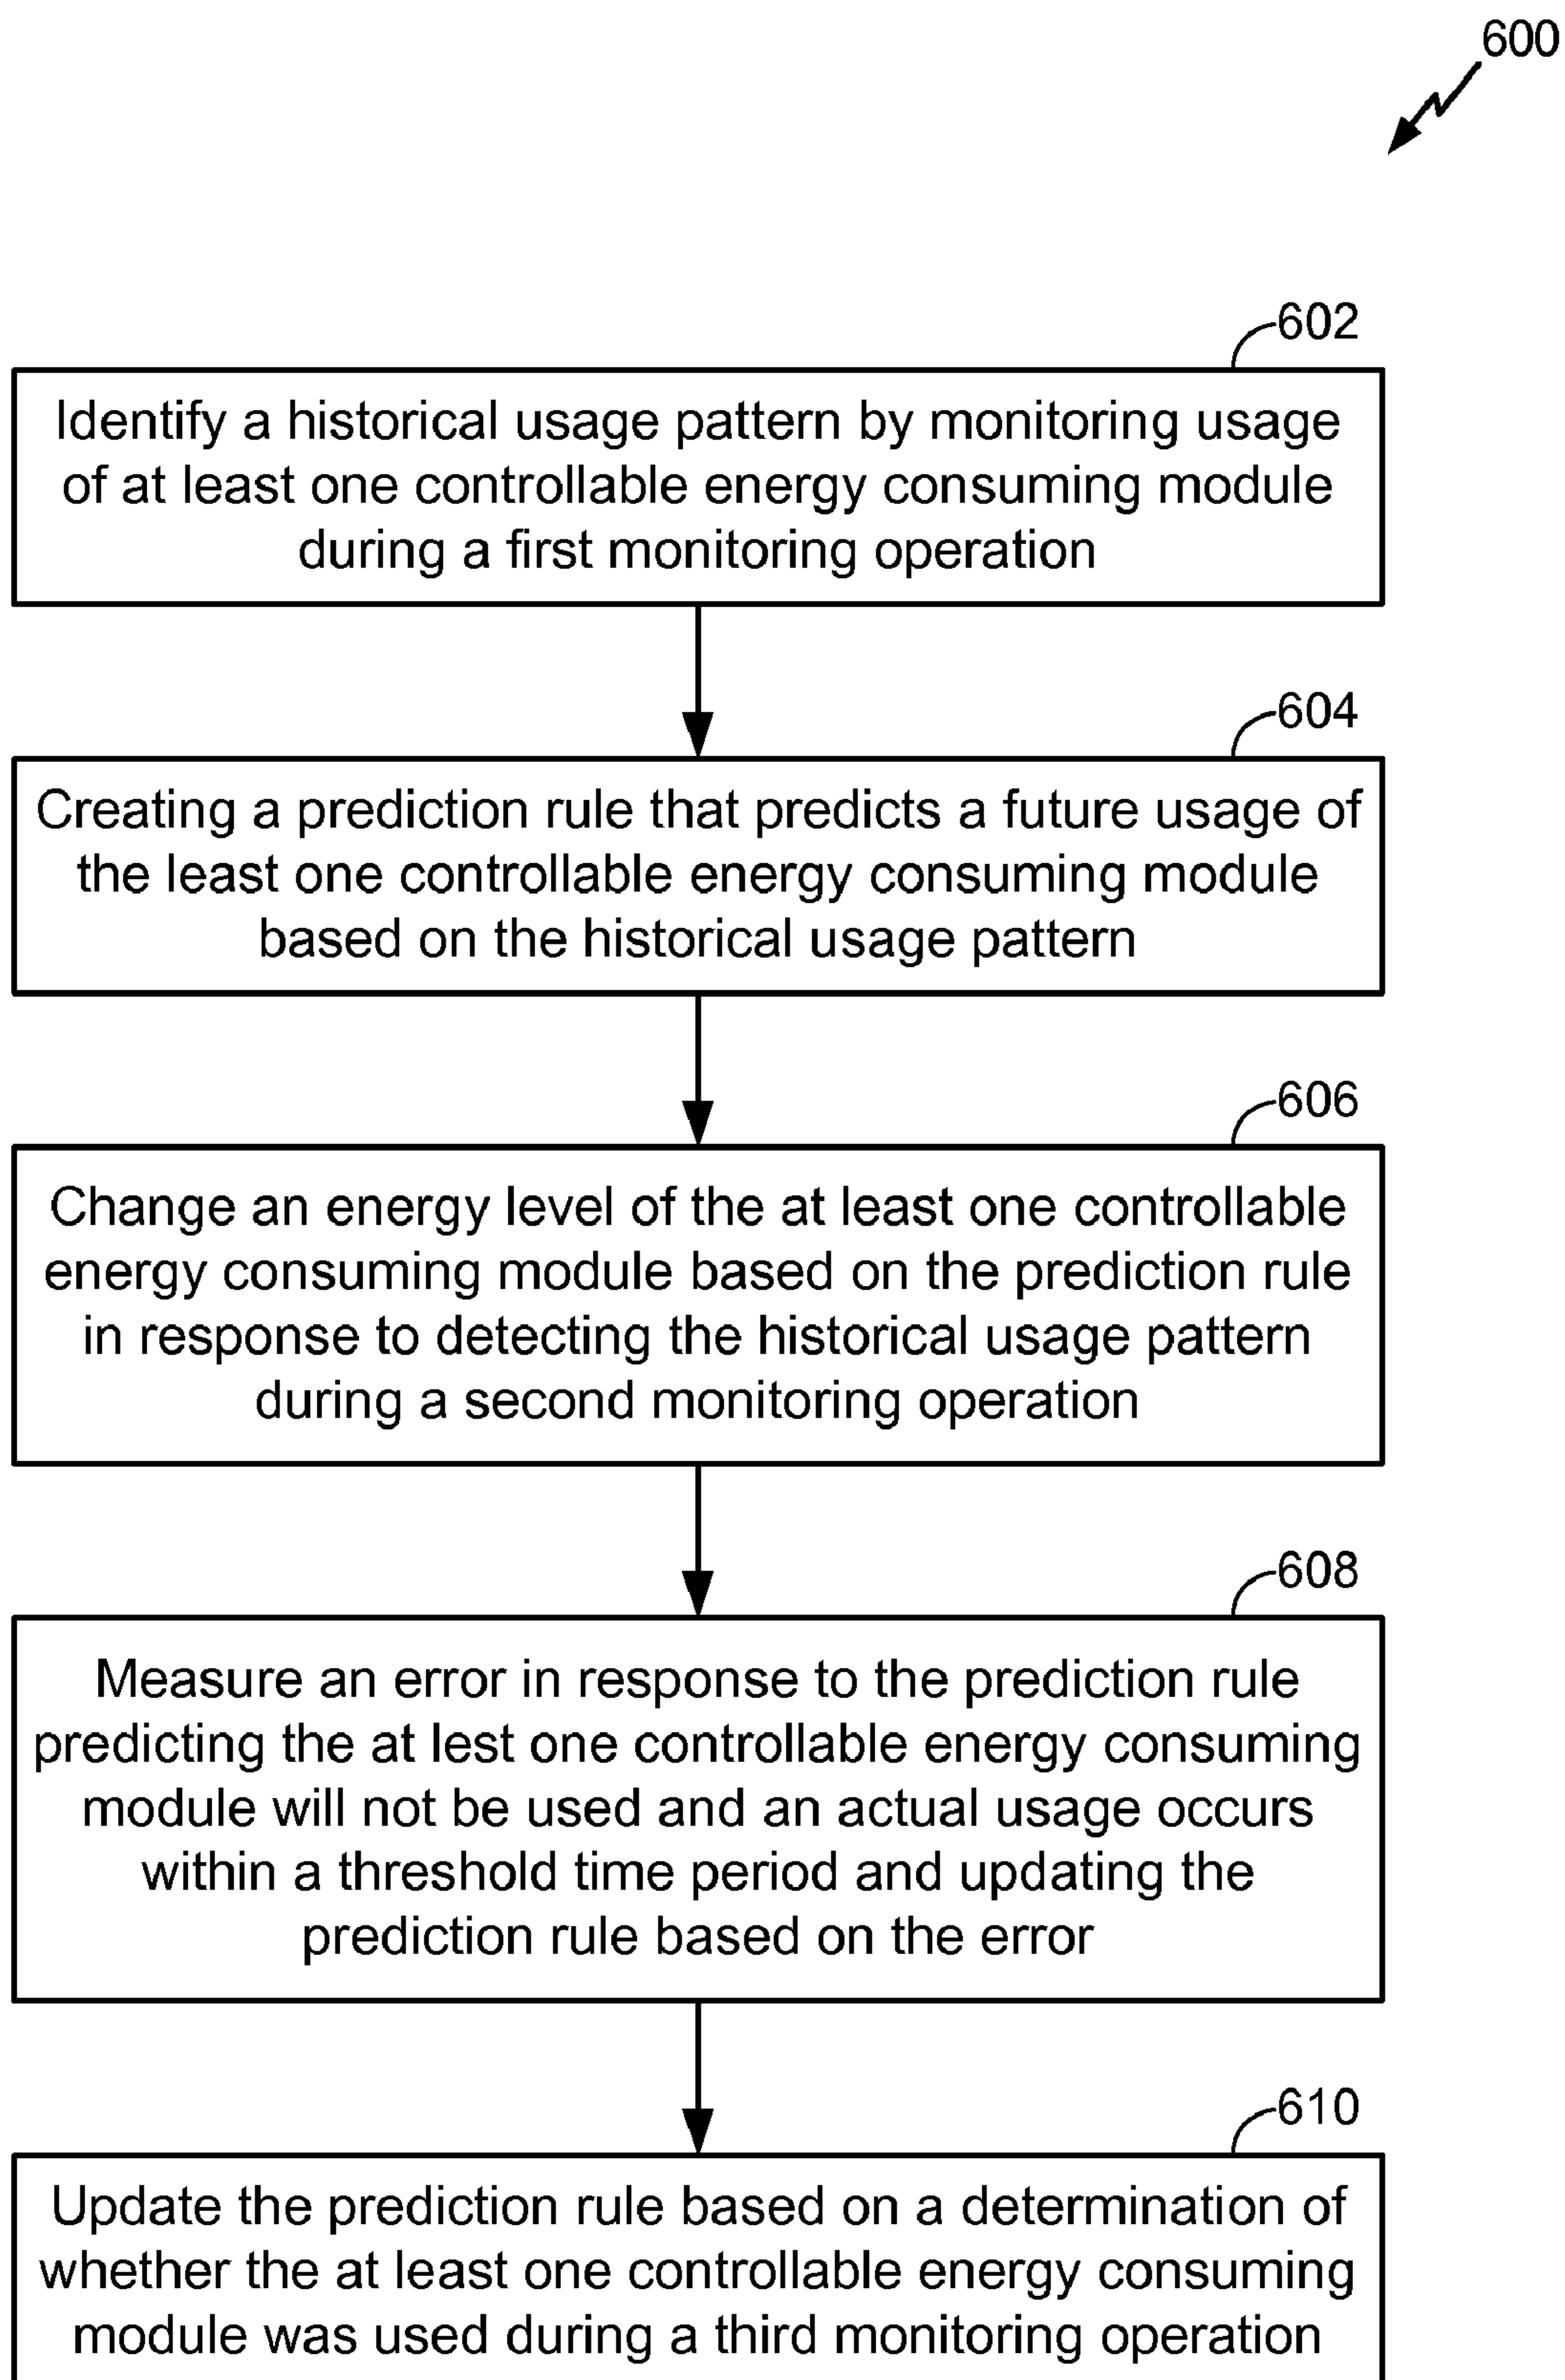 600
602
Identify a historical usage pattern by monitoring usage
of at least one controllable energy consuming module
during a first monitoring operation
604
Creating a prediction rule that predicts a future usage of
the least one controllable energy consuming module
based on the historical usage pattern
606
Change an energy level of the at least one controllable
energy consuming module based on the prediction rule
in response to detecting the historical usage pattern
during a second monitoring operation
608
Measure an error in response to the prediction rule
predicting the at lest one controllable energy consuming
module will not be used and an actual usage occurs
within a threshold time period and updating the
prediction rule based on the error
610
Update the prediction rule based on a determination of
whether the at least one controllable energy consuming
module was used during a third monitoring operation